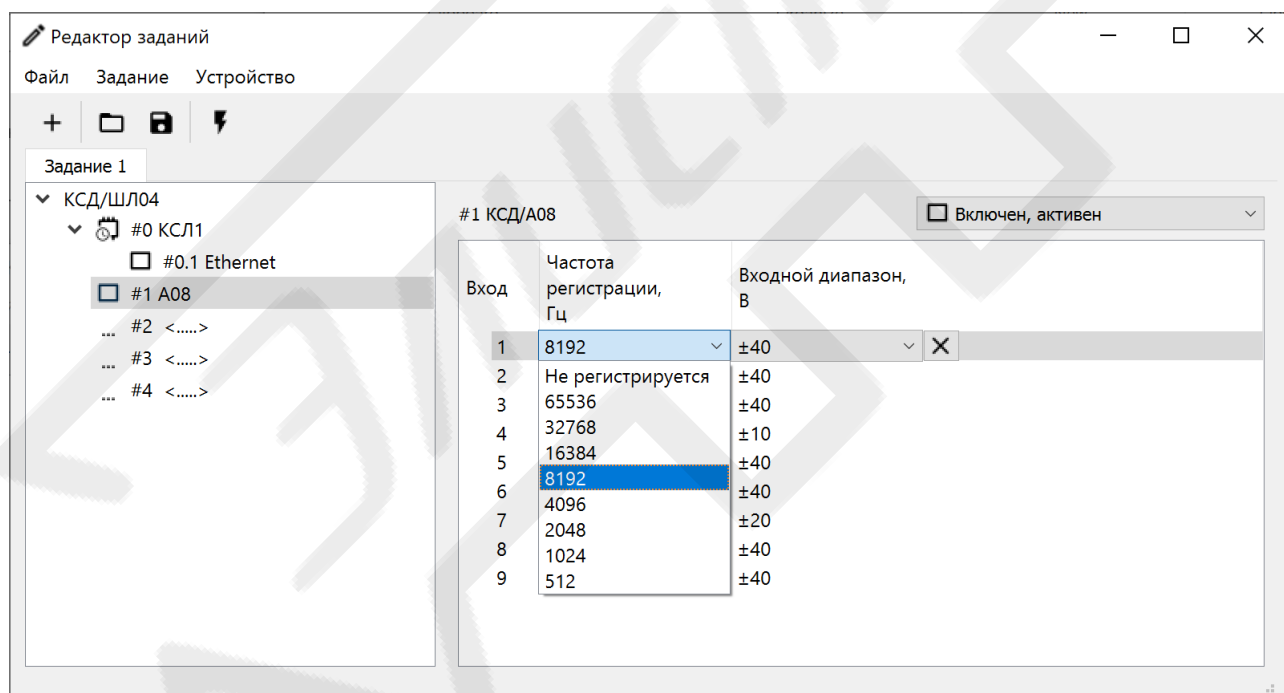 Редактор заданий
Файл Задание Устройство
Задание 1
КСД/ШЛ04
#0 КСЛ1
#0.1 Ethernet
#1 А08
#2 <.....>
#3 <.....>
#4 <.....>
#1 КСД/А08
Включен, активен
Вход
Частота
регистрации,
Гц
Входной диапазон,
В
1 8192 ±40
2 ±40
3 ±40
4 ±10
5 ±40
6 ±40
7 ±20
8 ±40
9 ±40
Не регистрируется
65536
32768
16384
8192
4096
2048
1024
512
ЭЛИСПИ